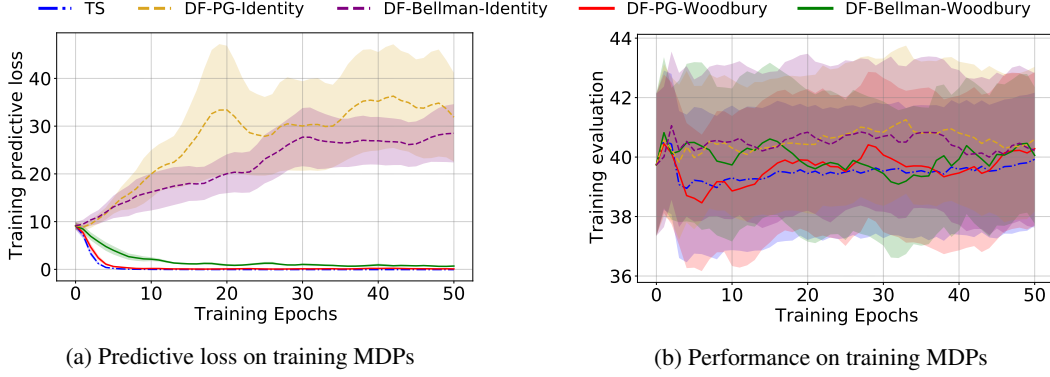 TS DF-PG-Identity DF-Bellman-Identity DF-PG-Woodbury DF-Bellman-Woodbury
Training predictive loss
40
30
20
10
0
0 10 20 30 40 50
Training Epochs
(a) Predictive loss on training MDPs
Training evaluation
44
42
40
38
36
0 10 20 30 40 50
Training Epochs
(b) Performance on training MDPs